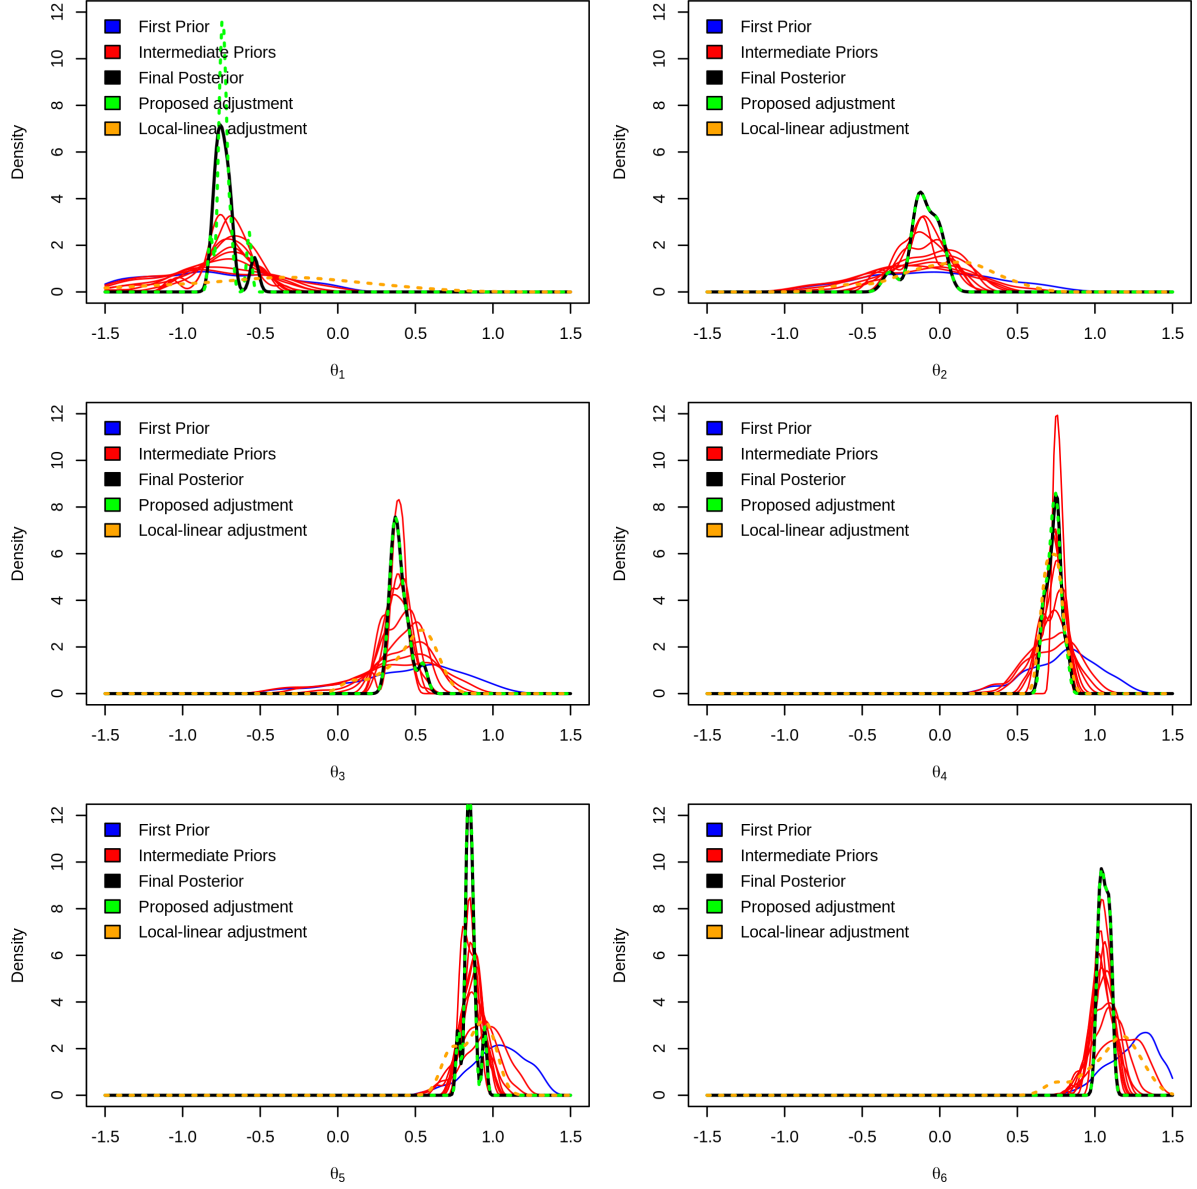 12
10
8
6
4
2
0
Density
First Prior
Intermediate Priors
Final Posterior
Proposed adjustment
Local-linear adjustment
-1.5 -1.0 -0.5 0.0 0.5 1.0 1.5
θ1
12
10
8
6
4
2
0
Density
First Prior
Intermediate Priors
Final Posterior
Proposed adjustment
Local-linear adjustment
-1.5 -1.0 -0.5 0.0 0.5 1.0 1.5
θ2
12
10
8
6
4
2
0
Density
First Prior
Intermediate Priors
Final Posterior
Proposed adjustment
Local-linear adjustment
-1.5 -1.0 -0.5 0.0 0.5 1.0 1.5
θ3
12
10
8
6
4
2
0
Density
First Prior
Intermediate Priors
Final Posterior
Proposed adjustment
Local-linear adjustment
-1.5 -1.0 -0.5 0.0 0.5 1.0 1.5
θ4
12
10
8
6
4
2
0
Density
First Prior
Intermediate Priors
Final Posterior
Proposed adjustment
Local-linear adjustment
-1.5 -1.0 -0.5 0.0 0.5 1.0 1.5
θ5
12
10
8
6
4
2
0
Density
First Prior
Intermediate Priors
Final Posterior
Proposed adjustment
Local-linear adjustment
-1.5 -1.0 -0.5 0.0 0.5 1.0 1.5
θ6